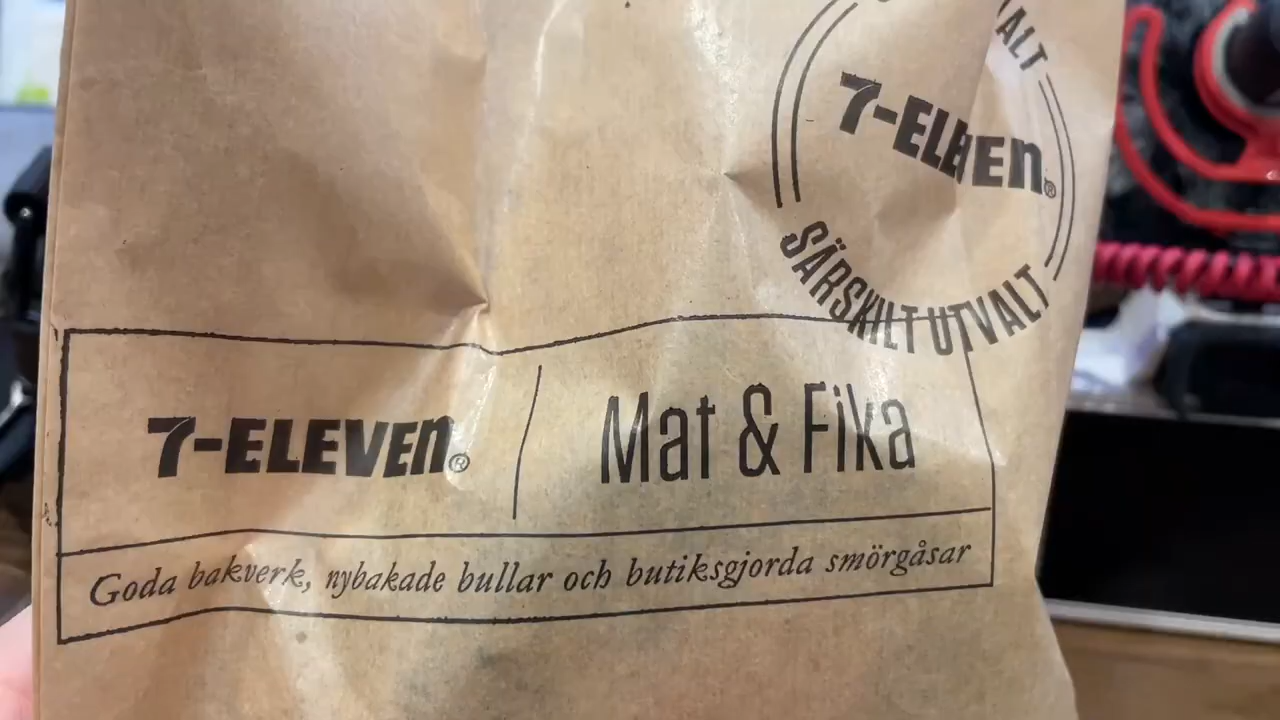 7-ELEVEn®
SÄRSKILT UTVALT
7-ELEVEn® | Mat & Fika
Goda bakverk, nybakade bullar och butiksgjorda smörgåsar